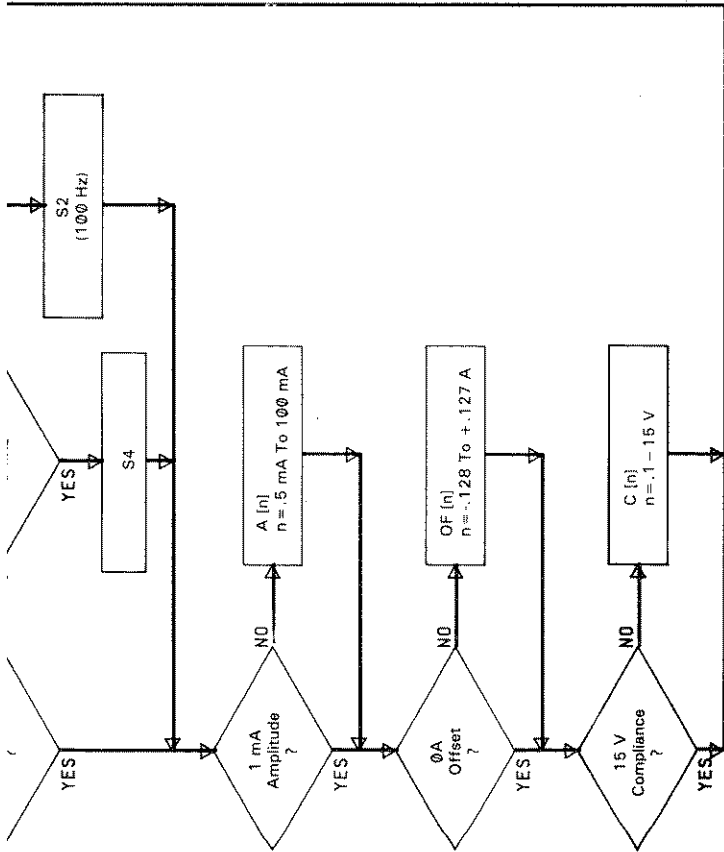 S2
(100 Hz)
YES
S4
YES
1 mA
Amplitude
?
NO
A [n]
n = .5 mA To 100 mA
YES
0A
Offset
?
NO
OF [n]
n = -.128 To +.127 A
YES
15 V
Compliance
?
NO
C [n]
n = .1 – 15 V
YES